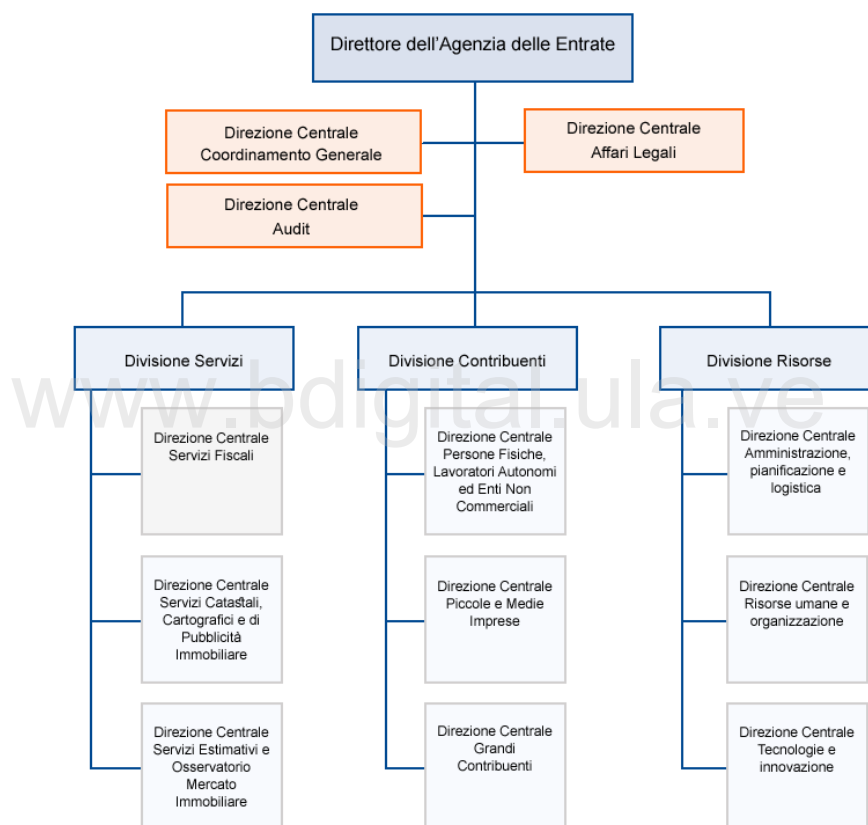 Direttore dell'Agenzia delle Entrate
Direzione Centrale
Coordinamento Generale
Direzione Centrale
Affari Legali
Direzione Centrale
Audit
Divisione Servizi
Divisione Contribuenti
Divisione Risorse
www.bdigital.ula.ve
Direzione Centrale
Servizi Fiscali
Direzione Centrale
Persone Fisiche,
Lavoratori Autonomi
ed Enti Non
Commerciali
Direzione Centrale
Amministrazione,
pianificazione e
logistica
Direzione Centrale
Servizi Catastali,
Cartografici e di
Pubblicità
Immobiliare
Direzione Centrale
Piccole e Medie
Imprese
Direzione Centrale
Risorse umane e
organizzazione
Direzione Centrale
Servizi Estimativi e
Osservatorio
Mercato
Immobiliare
Direzione Centrale
Grandi
Contribuenti
Direzione Centrale
Tecnologie e
innovazione